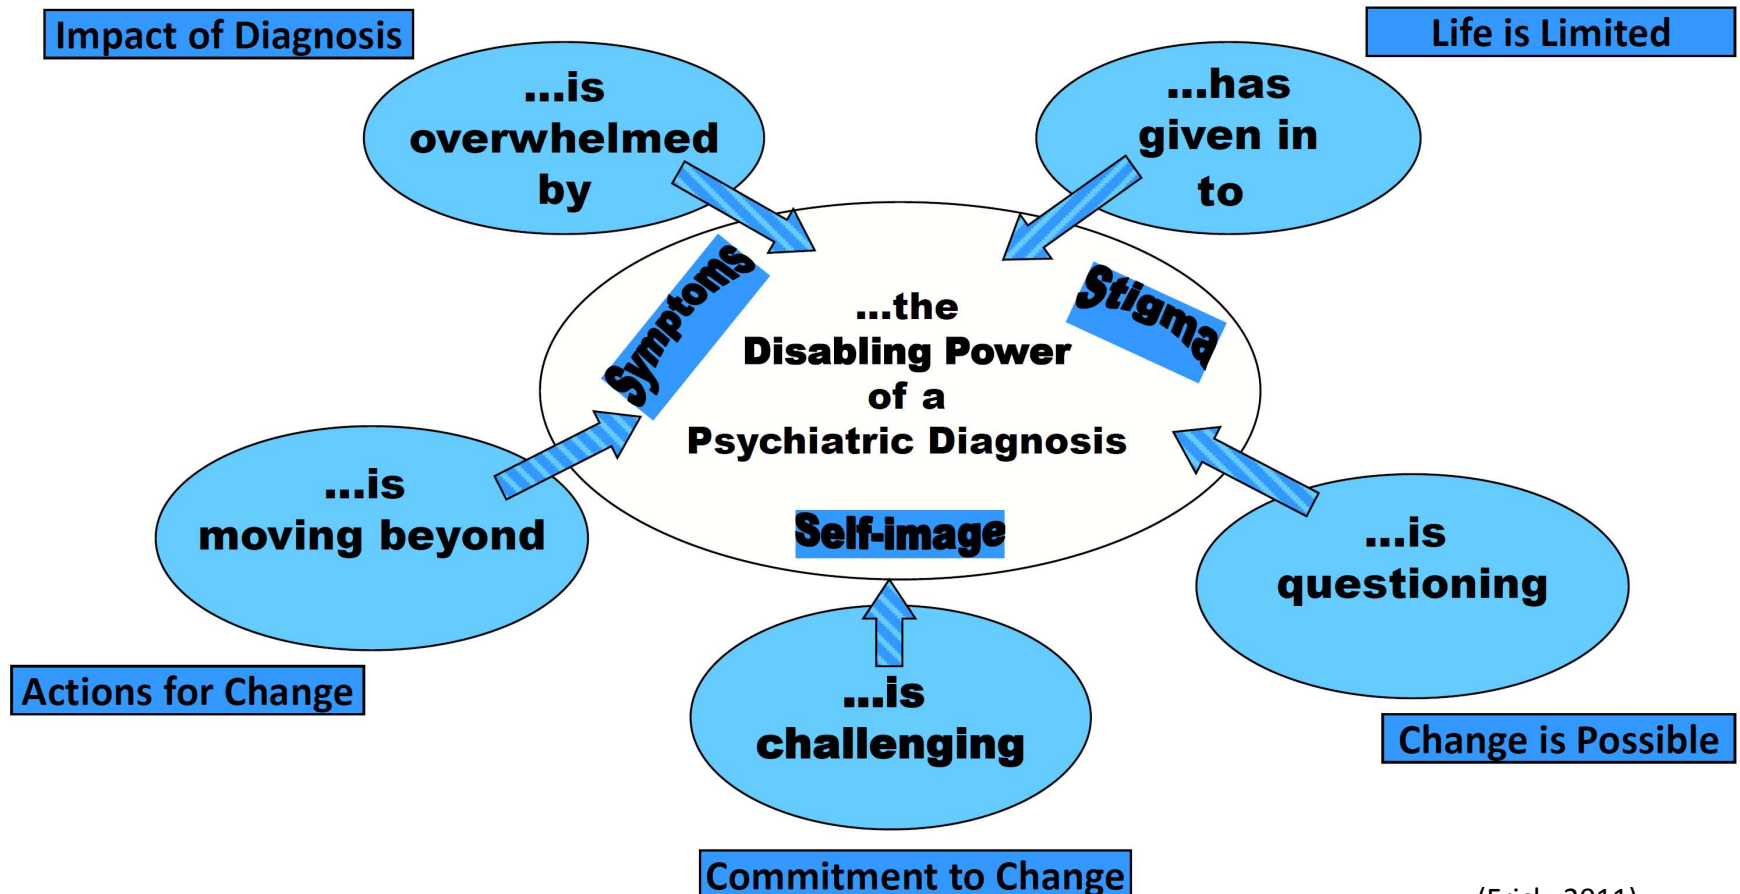 Impact of Diagnosis
Life is Limited
...is
overwhelmed
by
...has
given in
to
Symptoms
Stigma
...the
Disabling Power
of a
Psychiatric Diagnosis
Self-image
...is
moving beyond
...is
questioning
...is
challenging
Actions for Change
Change is Possible
Commitment to Change
2011)